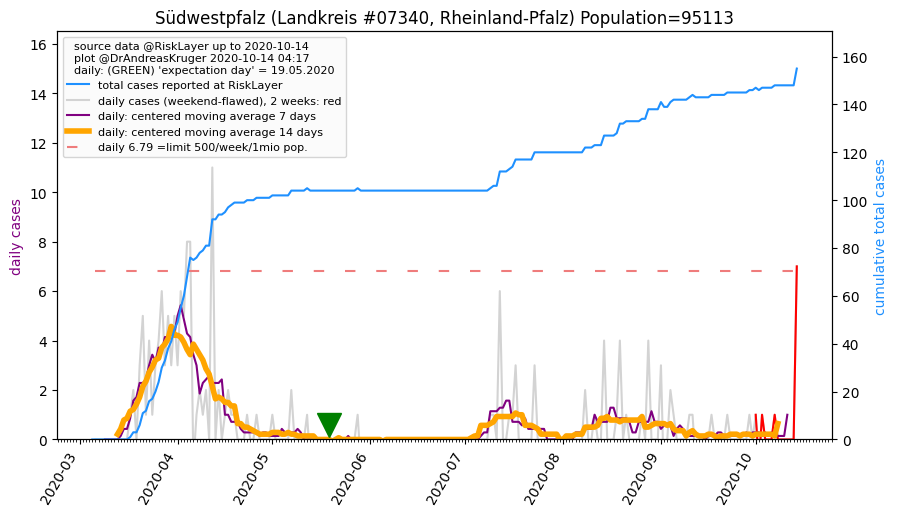 Südwestpfalz (Landkreis #07340, Rheinland-Pfalz) Population=95113
source data @RiskLayer up to 2020-10-14
plot @DrAndreasKruger 2020-10-14 04:17
daily: (GREEN) 'expectation day' = 19.05.2020
total cases reported at RiskLayer
daily cases (weekend-flawed), 2 weeks: red
daily: centered moving average 7 days
daily: centered moving average 14 days
daily 6.79 =limit 500/week/1mio pop.
daily cases
16
14
12
10
8
6
4
2
0
cumulative total cases
160
140
120
100
80
60
40
20
0
2020-03
2020-04
2020-05
2020-06
2020-07
2020-08
2020-09
2020-10